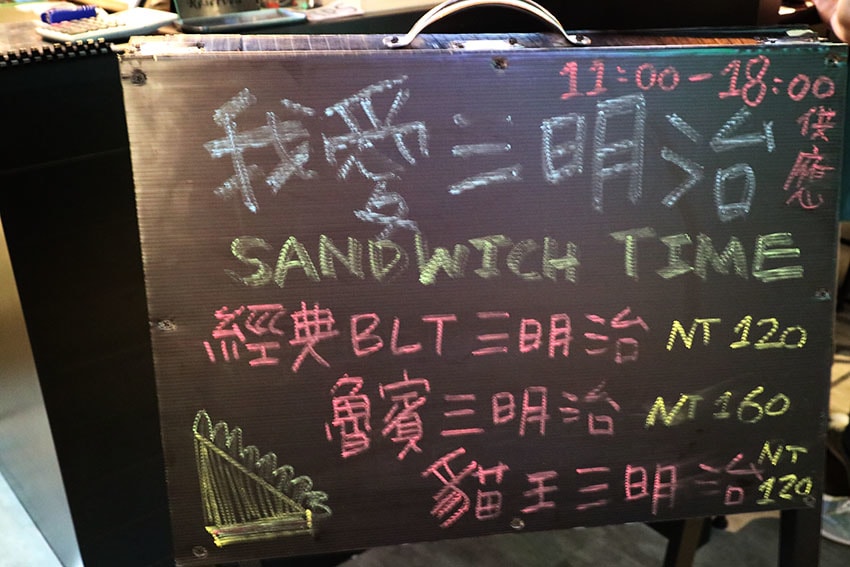 11:00-18:00
供應
我愛三明治
SANDWICH TIME
經典BLT三明治 NT 120
魯賓三明治 NT 160
貓王三明治 NT 120